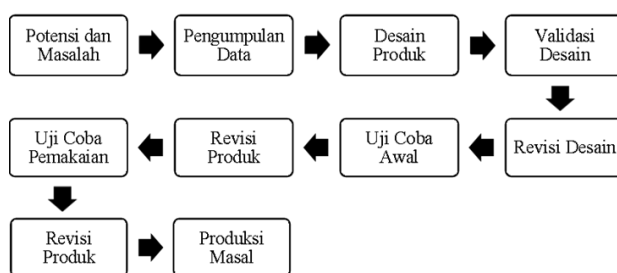 Potensi dan
Masalah
Pengumpulan
Data
Desain
Produk
Validasi
Desain
Revisi Desain
Uji Coba
Awal
Revisi
Produk
Uji Coba
Pemakaian
Revisi
Produk
Produksi
Masal